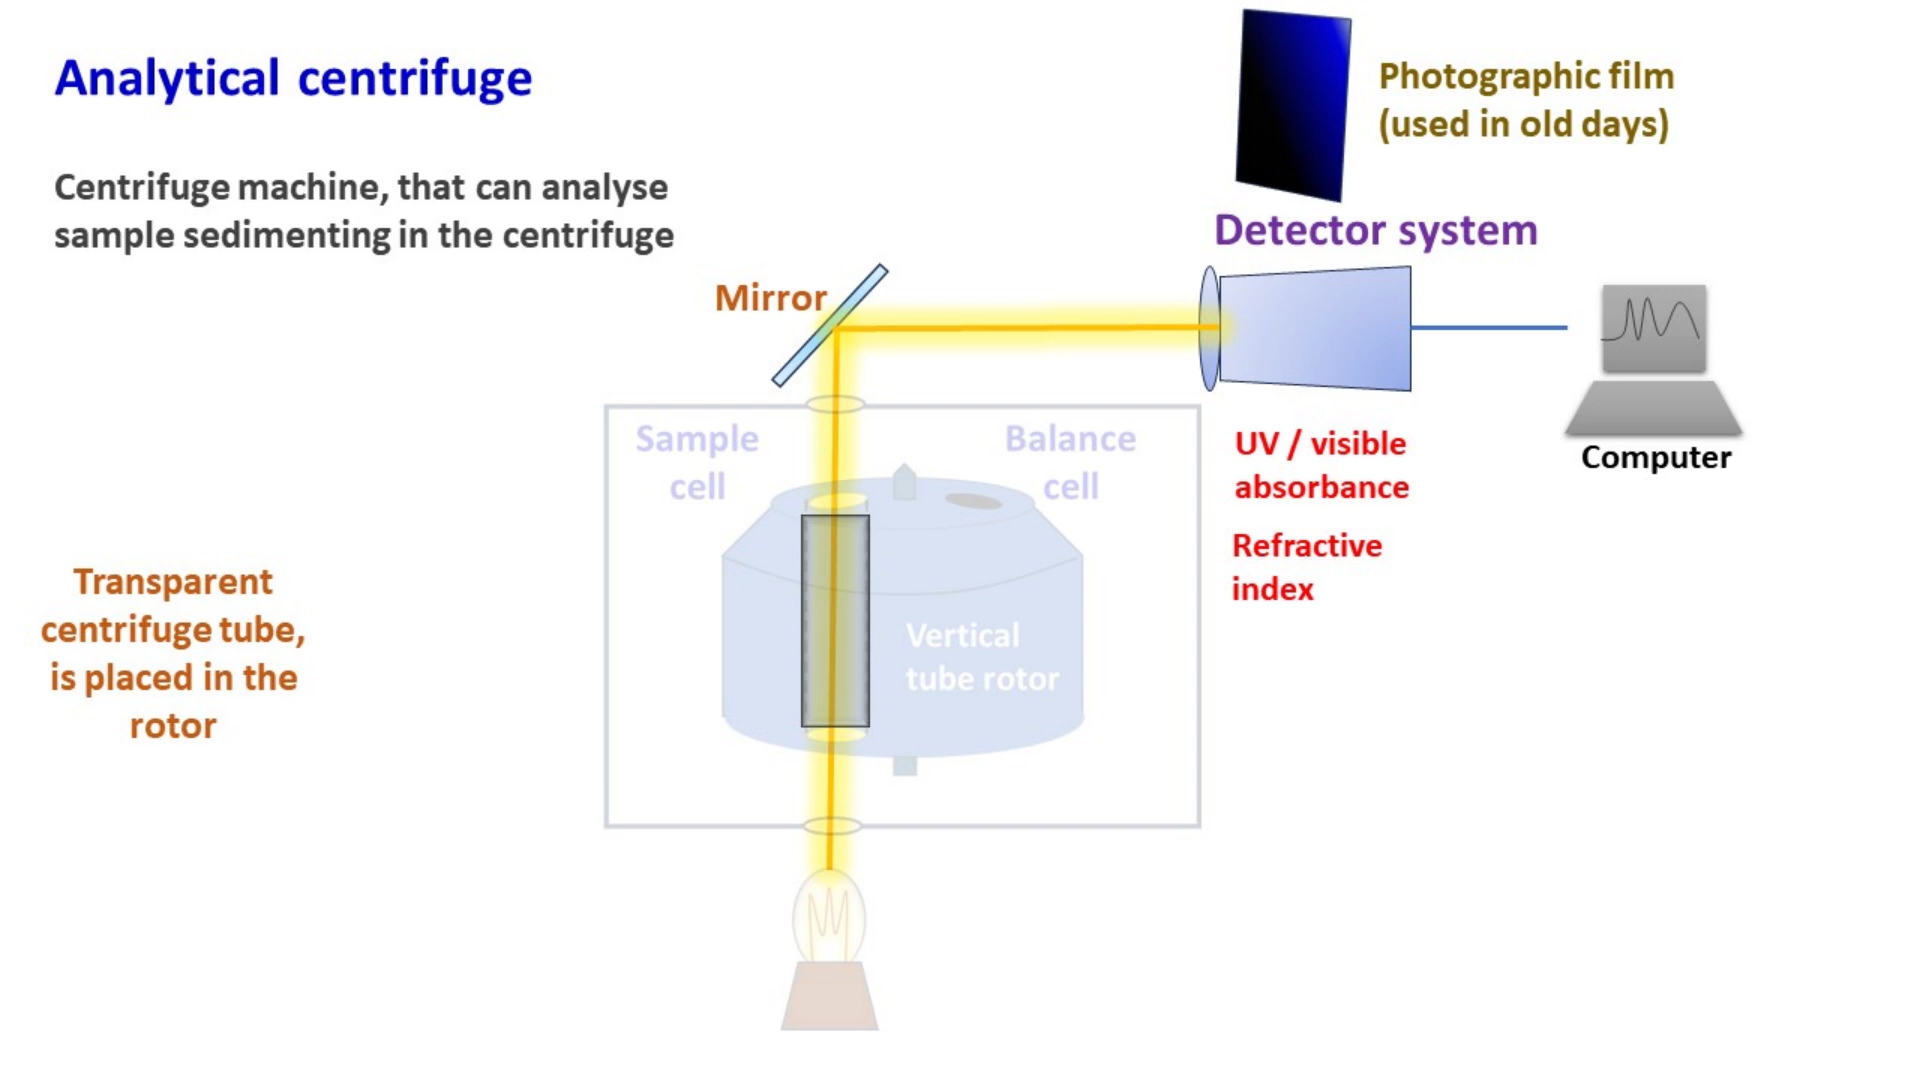 Analytical centrifuge
Centrifuge machine, that can analyse
sample sedimenting in the centrifuge
Photographic film
(used in old days)
Detector system
Mirror
Sample
cell
Balance
cell
UV / visible
absorbance
Refractive
index
Computer
Transparent
centrifuge tube,
is placed in the
rotor
Vertical
tube rotor